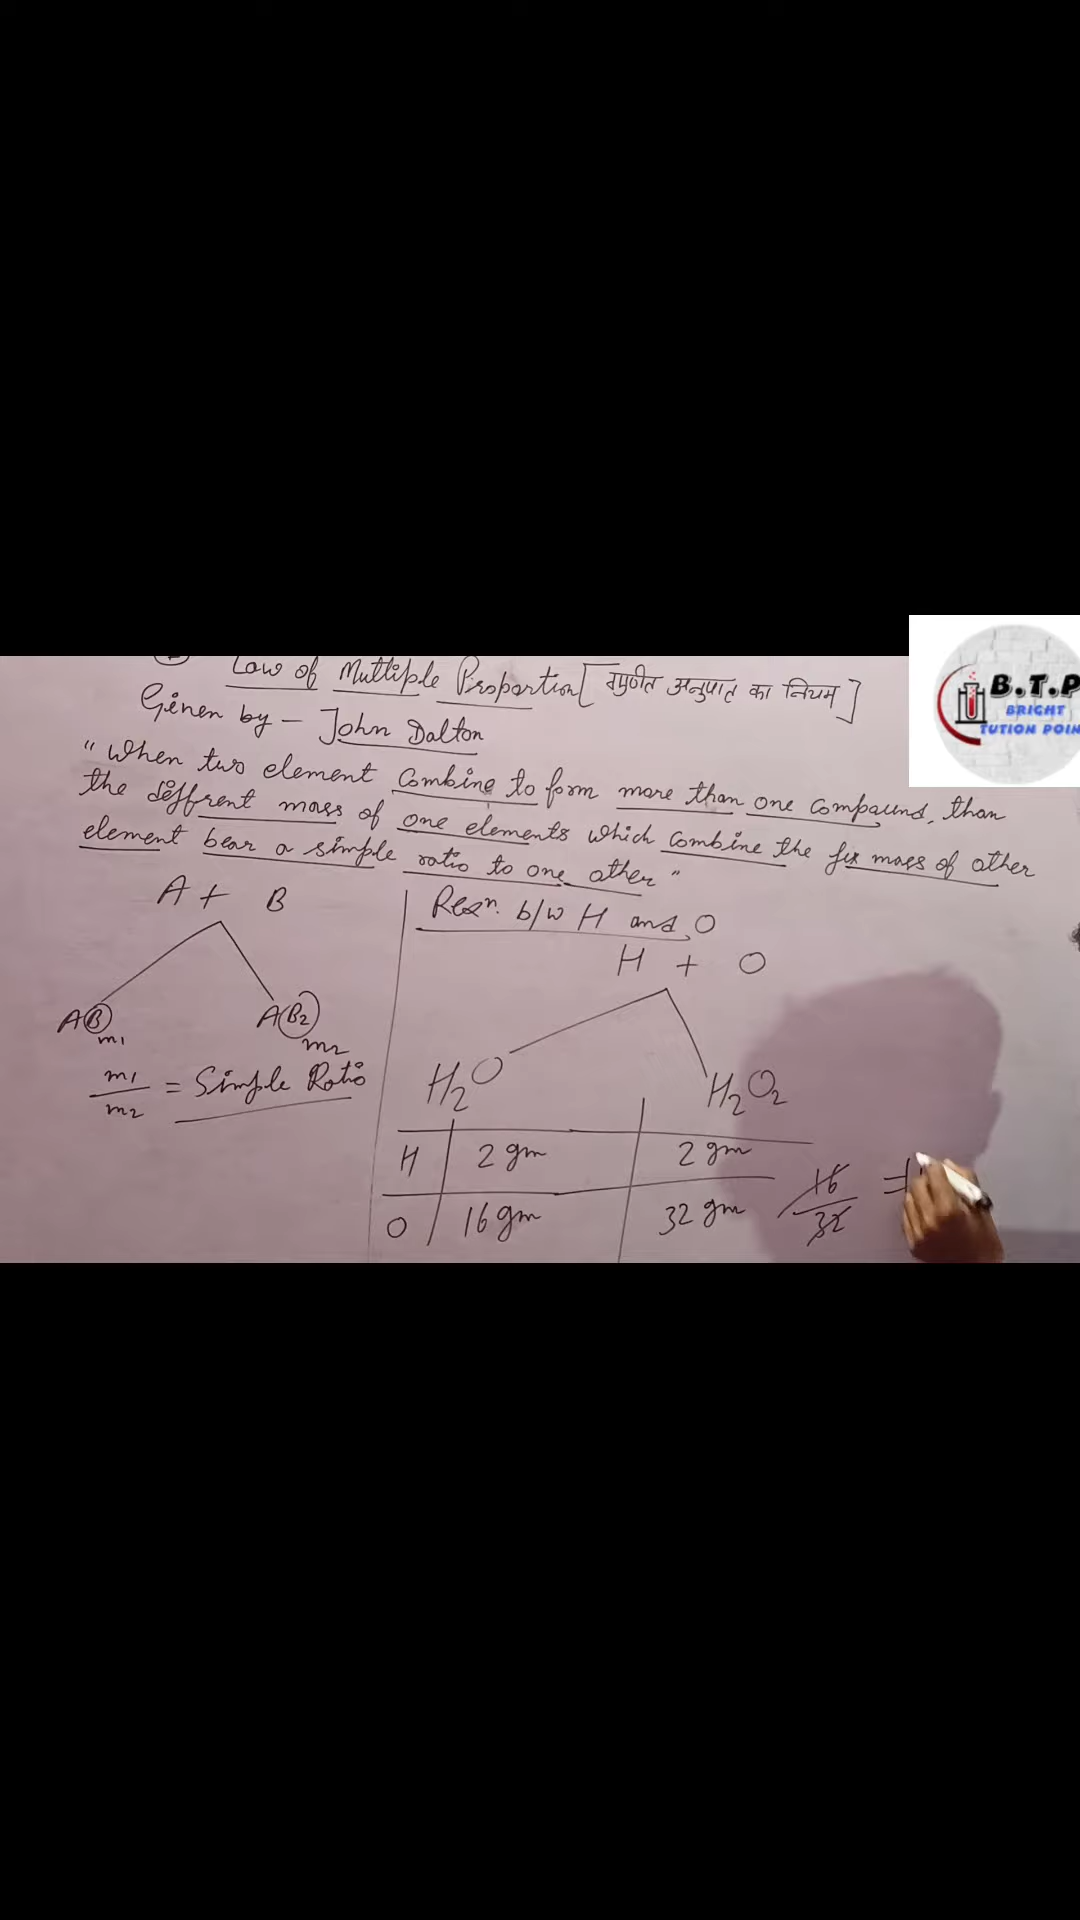 Law of Multiple Proportion [गुणित अनुपात का नियम]
Given by - John Dalton
"When two element combine to form more than one compound, than
the diffrent mass of one elements which combine the fix mass of other
element bear a simple ratio to one other"
A + B
AB m1
AB2 m2
m1/m2 = Simple Ratio
Rexn. b/w H and O
H + O
H2O
H2O2
H 2 gm 2 gm
O 16 gm 32 gm
16/32 =
B.T.P
BRIGHT
TUTION POIN